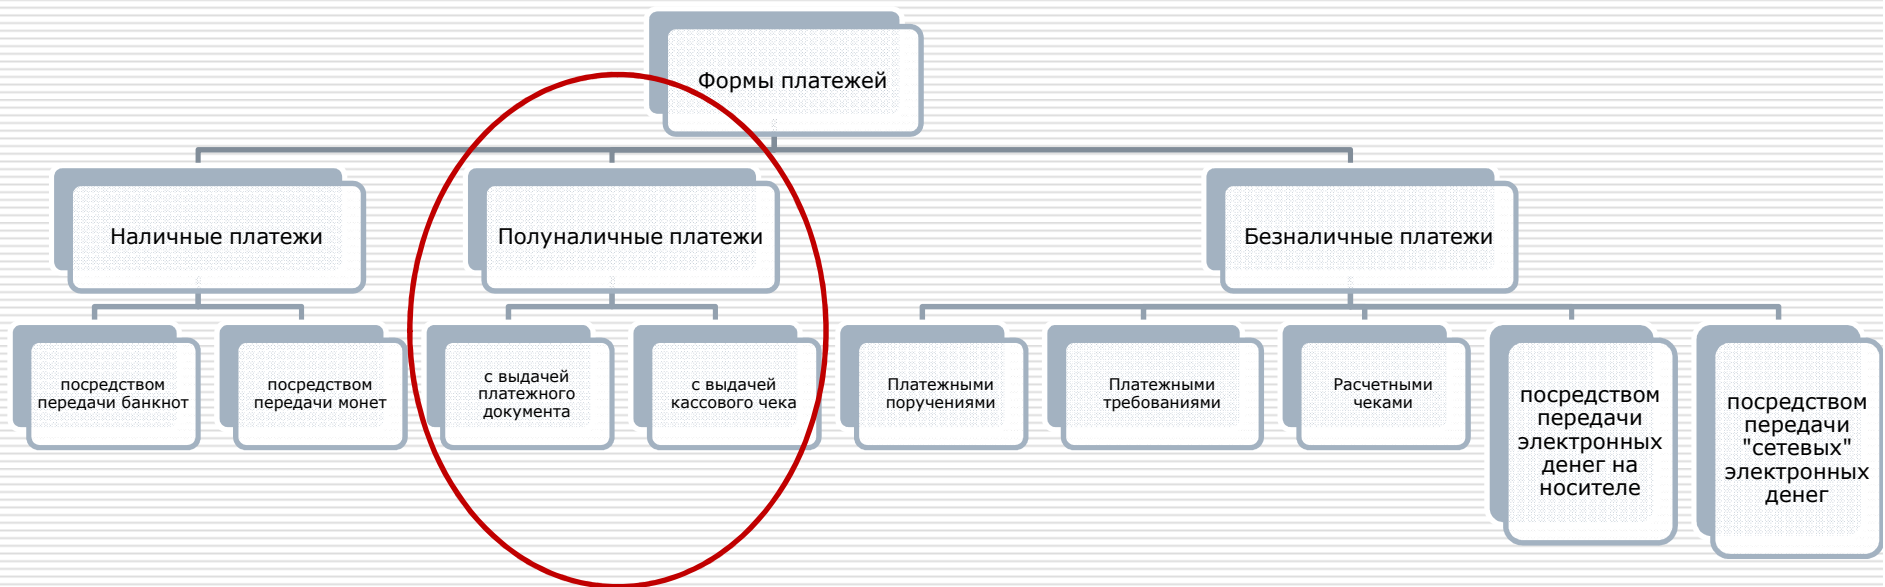 Формы платежей
Наличные платежи
Полуналичные платежи
Безналичные платежи
посредством
передачи банкнот
посредством
передачи монет
с выдачей
платежного
документа
с выдачей
кассового чека
Платежными
поручениями
Платежными
требованиями
Расчетными
чеками
посредством
передачи
электронных
денег на
носителе
посредством
передачи
"сетевых"
электронных
денег